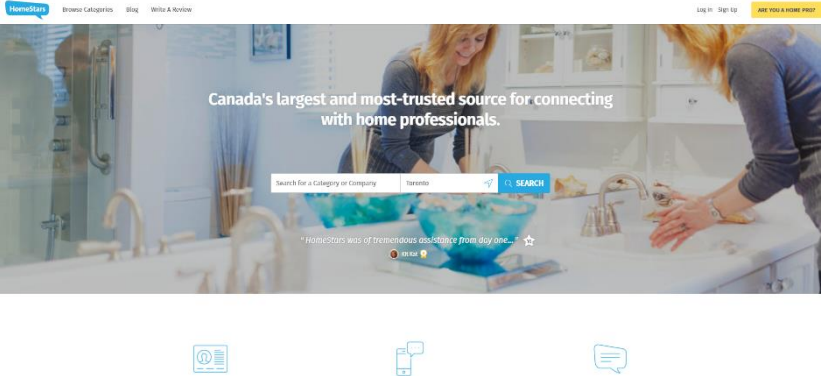 HomeStars
Browse Categories Blog Write A Review
Log In Sign Up ARE YOU A HOME PRO?
Canada's largest and most-trusted source for connecting
with home professionals.
Search for a Category or Company Toronto SEARCH
"HomeStars was of tremendous assistance from day one..."